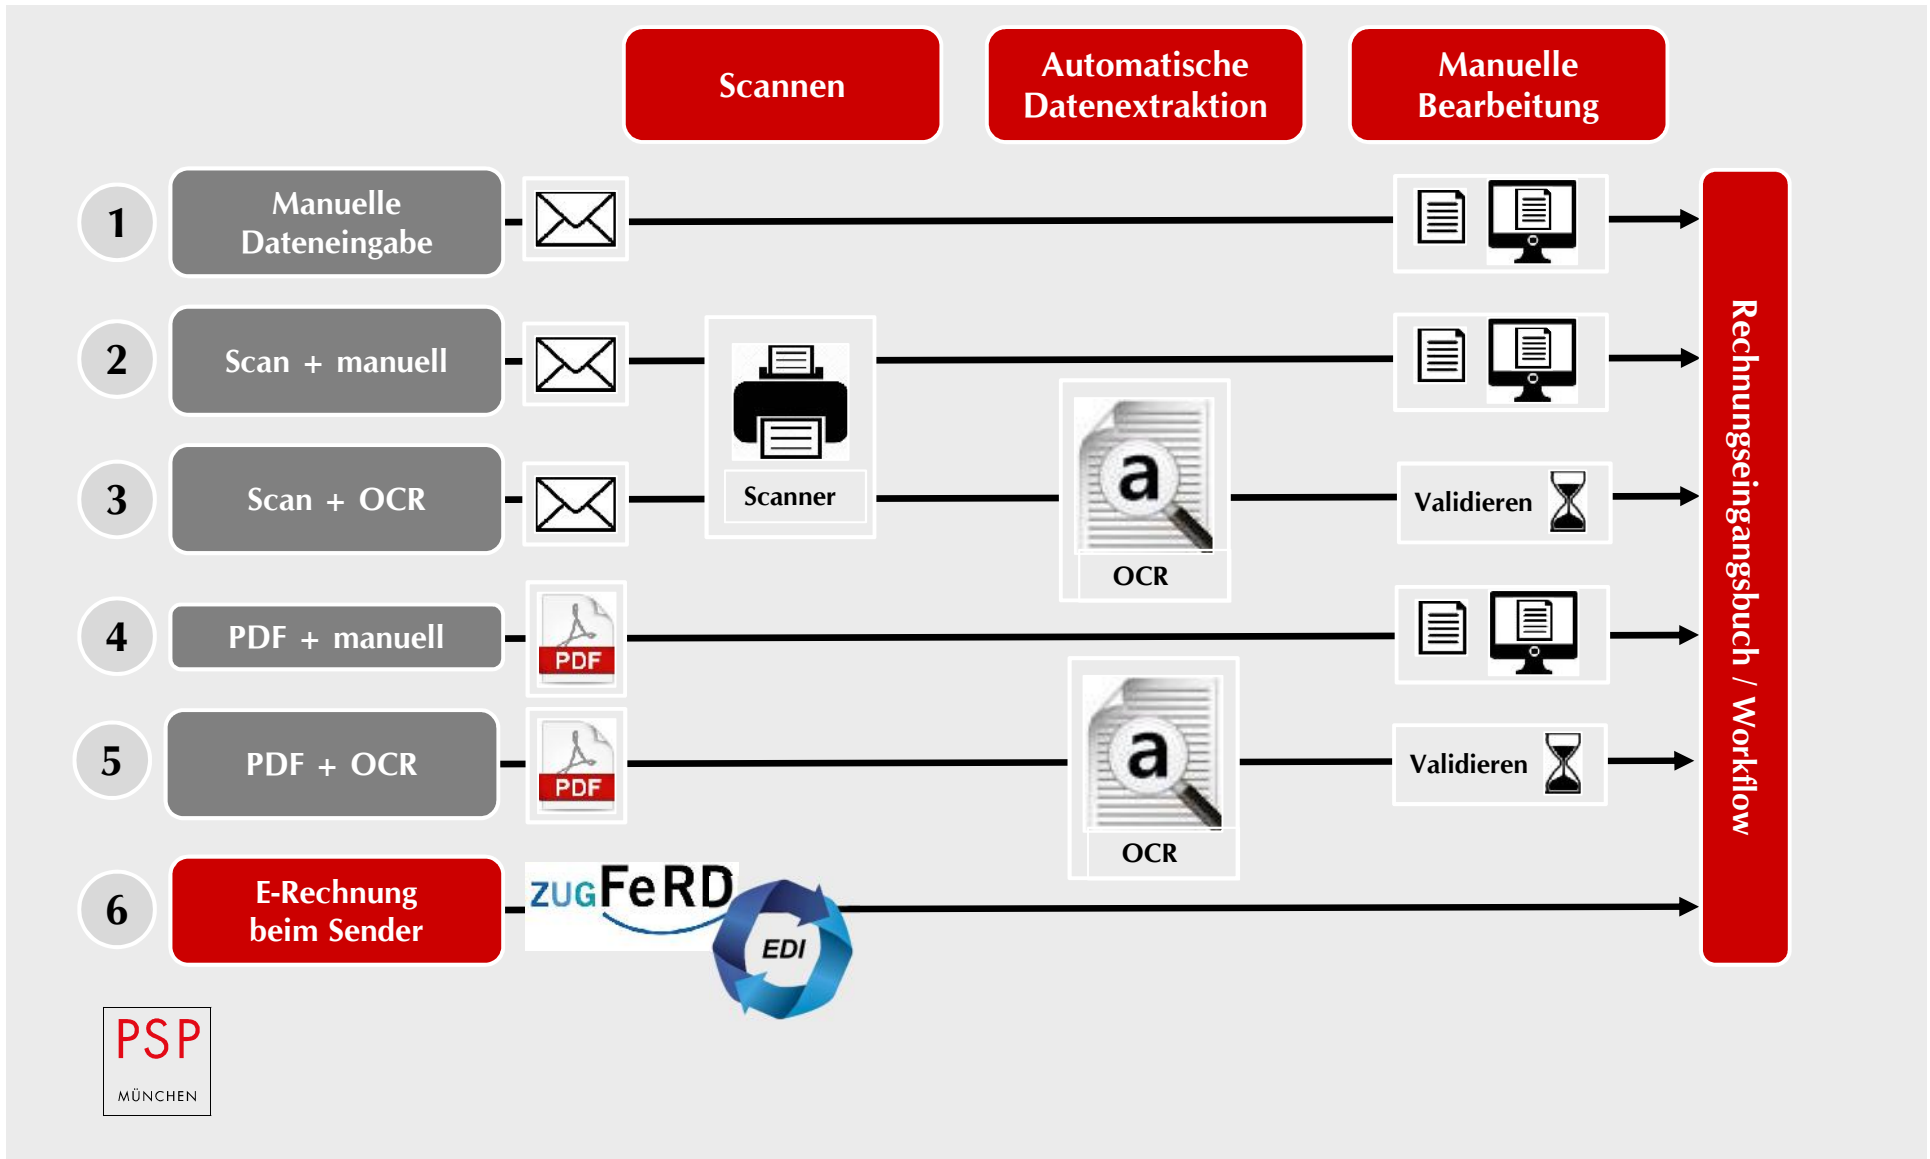 Scannen
Automatische
Datenextraktion
Manuelle
Bearbeitung
1
Manuelle
Dateneingabe
2
Scan + manuell
3
Scan + OCR
Scanner
a
OCR
Validieren
4
PDF + manuell
PDF
5
PDF + OCR
PDF
a
OCR
Validieren
6
E-Rechnung
beim Sender
ZUGFeRD
EDI
Rechnungseingangsbuch / Workflow
PSP
MÜNCHEN